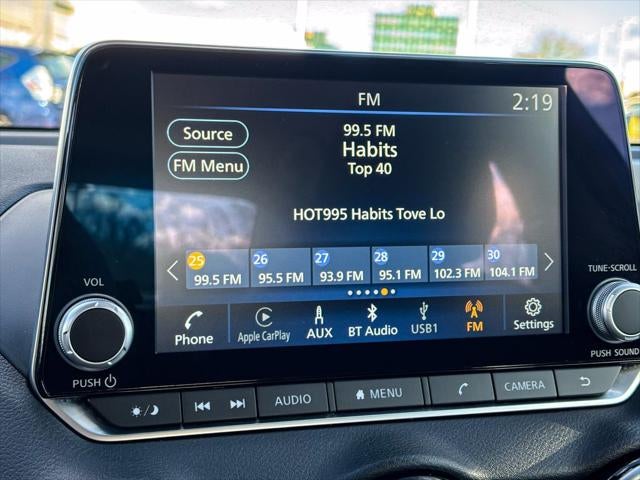 FM
2:19
Source
99.5 FM
Habits
FM Menu
Top 40
HOT995 Habits Tove Lo
25 26 27 28 29 30
99.5 FM 95.5 FM 93.9 FM 95.1 FM 102.3 FM 104.1 FM
Phone Apple CarPlay AUX BT Audio USB1 FM Settings
VOL
PUSH
TUNE·SCROLL
PUSH SOUND
AUDIO MENU CAMERA